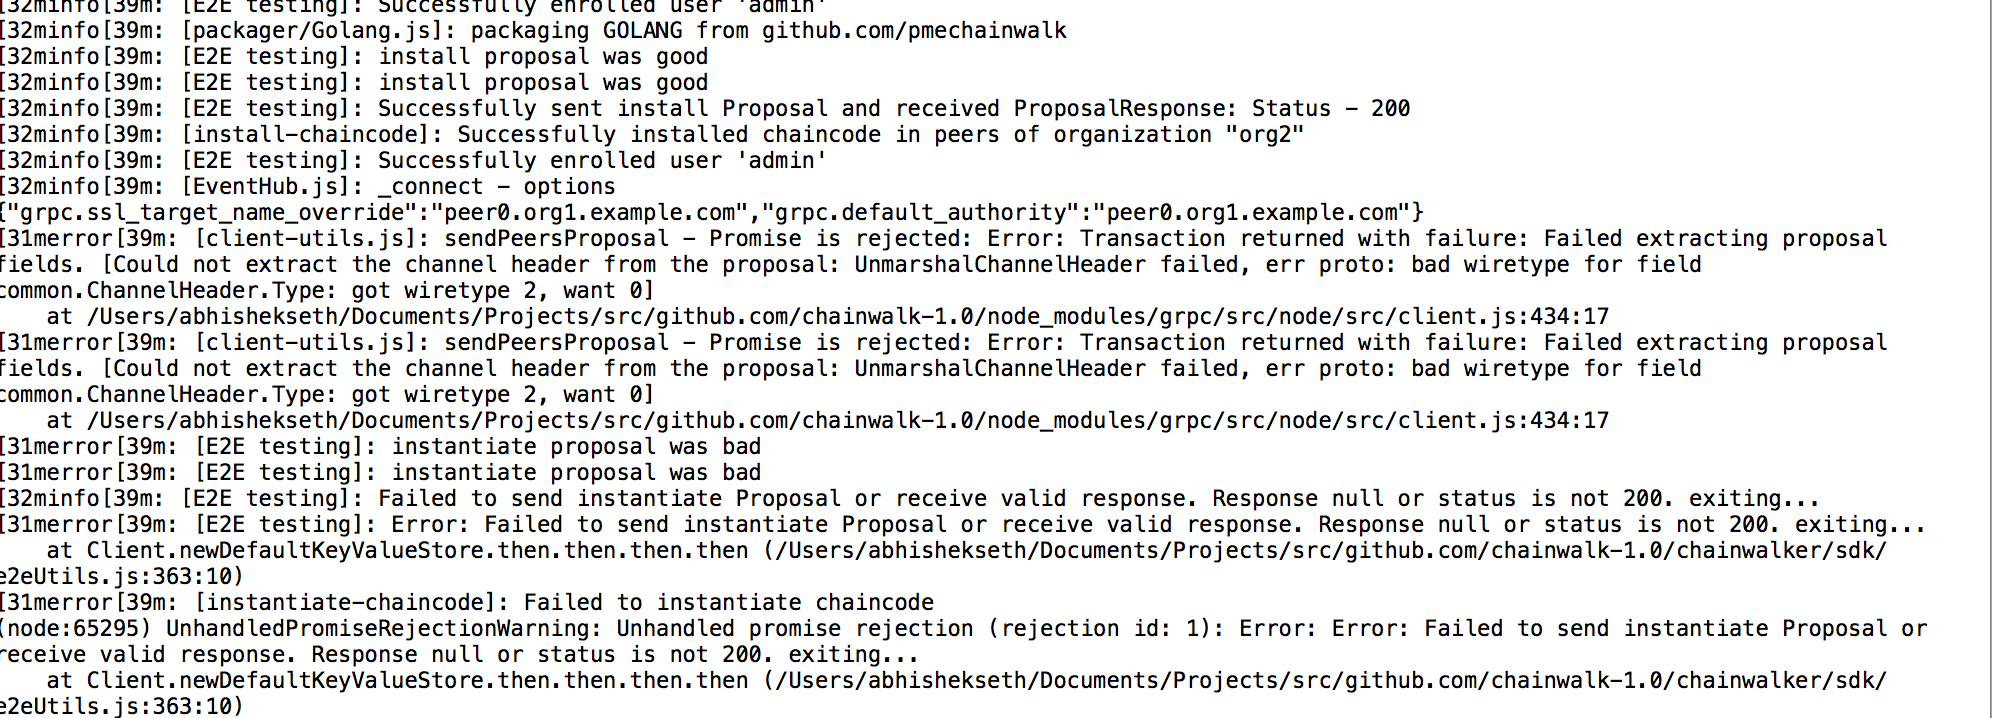 [32minfo[39m: [E2E testing]: Successfully enrolled user 'admin'
[32minfo[39m: [packager/Golang.js]: packaging GOLANG from github.com/pmechainwalk
[32minfo[39m: [E2E testing]: install proposal was good
[32minfo[39m: [E2E testing]: install proposal was good
[32minfo[39m: [E2E testing]: Successfully sent install Proposal and received ProposalResponse: Status - 200
[32minfo[39m: [install-chaincode]: Successfully installed chaincode in peers of organization "org2"
[32minfo[39m: [E2E testing]: Successfully enrolled user 'admin'
[32minfo[39m: [EventHub.js]: _connect - options
{"grpc.ssl_target_name_override":"peer0.org1.example.com","grpc.default_authority":"peer0.org1.example.com"}
[31merror[39m: [client-utils.js]: sendPeersProposal - Promise is rejected: Error: Transaction returned with failure: Failed extracting proposal
fields. [Could not extract the channel header from the proposal: UnmarshalChannelHeader failed, err proto: bad wiretype for field
common.ChannelHeader.Type: got wiretype 2, want 0]
    at /Users/abhishekseth/Documents/Projects/src/github.com/chainwalk-1.0/node_modules/grpc/src/node/src/client.js:434:17
[31merror[39m: [client-utils.js]: sendPeersProposal - Promise is rejected: Error: Transaction returned with failure: Failed extracting proposal
fields. [Could not extract the channel header from the proposal: UnmarshalChannelHeader failed, err proto: bad wiretype for field
common.ChannelHeader.Type: got wiretype 2, want 0]
    at /Users/abhishekseth/Documents/Projects/src/github.com/chainwalk-1.0/node_modules/grpc/src/node/src/client.js:434:17
[31merror[39m: [E2E testing]: instantiate proposal was bad
[31merror[39m: [E2E testing]: instantiate proposal was bad
[32minfo[39m: [E2E testing]: Failed to send instantiate Proposal or receive valid response. Response null or status is not 200. exiting...
[31merror[39m: [E2E testing]: Error: Failed to send instantiate Proposal or receive valid response. Response null or status is not 200. exiting...
    at Client.newDefaultKeyValueStore.then.then.then.then (/Users/abhishekseth/Documents/Projects/src/github.com/chainwalk-1.0/chainwalker/sdk/
e2eUtils.js:363:10)
[31merror[39m: [instantiate-chaincode]: Failed to instantiate chaincode
(node:65295) UnhandledPromiseRejectionWarning: Unhandled promise rejection (rejection id: 1): Error: Error: Failed to send instantiate Proposal or
receive valid response. Response null or status is not 200. exiting...
    at Client.newDefaultKeyValueStore.then.then.then.then (/Users/abhishekseth/Documents/Projects/src/github.com/chainwalk-1.0/chainwalker/sdk/
e2eUtils.js:363:10)